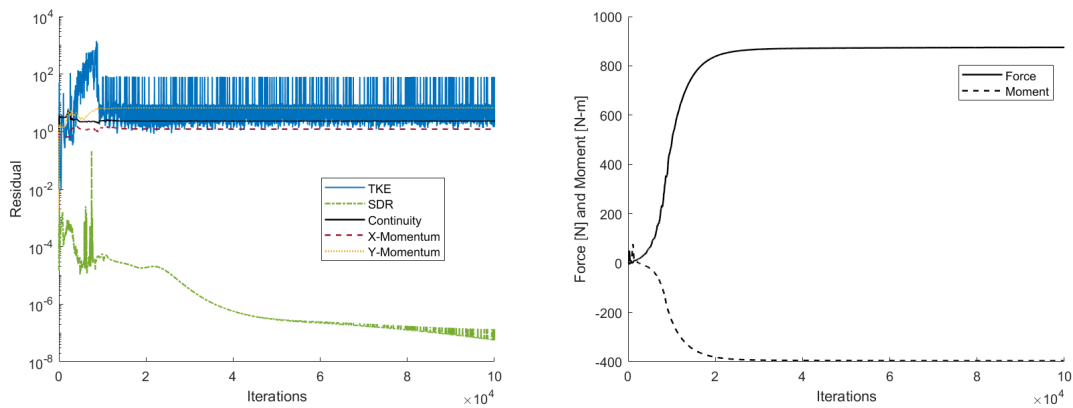 10^4
10^2
10^0
10^-2
10^-4
10^-6
10^-8
Residual
TKE
SDR
Continuity
X-Momentum
Y-Momentum
0 2 4 6 8 10
Iterations
×10^4
1000
800
600
400
200
0
-200
-400
Force [N] and Moment [N-m]
Force
Moment
0 2 4 6 8 10
Iterations
×10^4